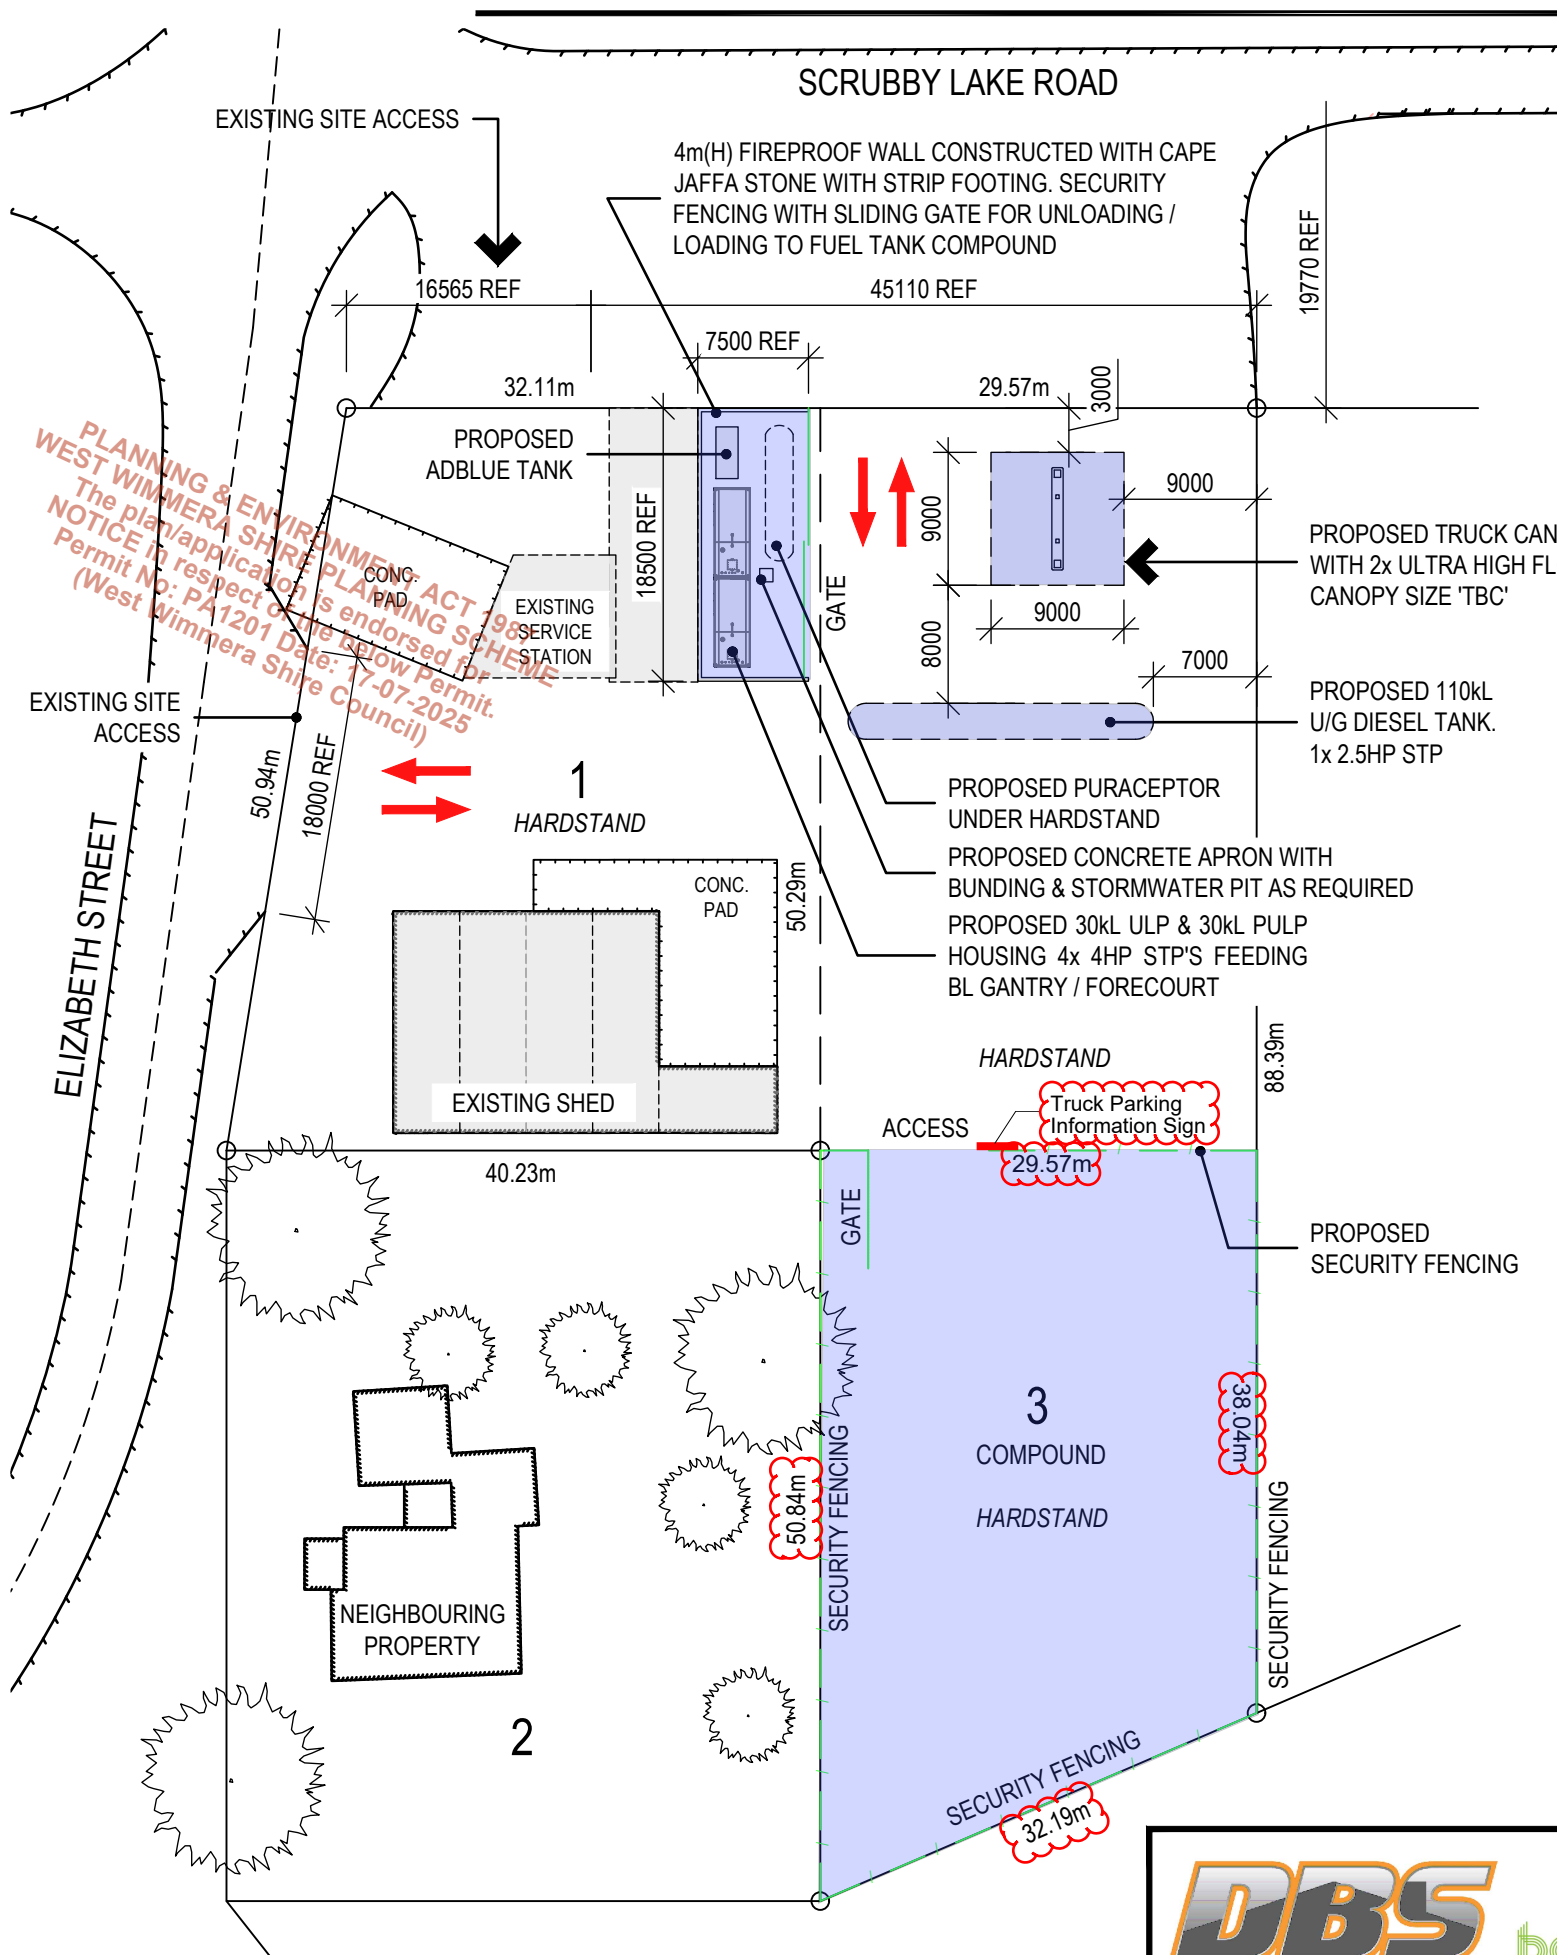 SCRUBBY LAKE ROAD
EXISTING SITE ACCESS
4m(H) FIREPROOF WALL CONSTRUCTED WITH CAPE
JAFFA STONE WITH STRIP FOOTING. SECURITY
FENCING WITH SLIDING GATE FOR UNLOADING /
LOADING TO FUEL TANK COMPOUND
19770 REF
16565 REF
45110 REF
7500 REF
32.11m
29.57m
3000
PROPOSED
ADBLUE TANK
18500 REF
9000
9000
9000
8000
7000
GATE
PROPOSED TRUCK CAN
WITH 2x ULTRA HIGH FL
CANOPY SIZE 'TBC'
PLANNING & ENVIRONMENT ACT 1987
WEST WIMMERA SHIRE PLANNING SCHEME
The plan/application is endorsed for
NOTICE in respect of the below Permit.
Permit No: PA1201 Date: 17-07-2025
(West Wimmera Shire Council)
CONC.
PAD
EXISTING
SERVICE
STATION
EXISTING SITE
ACCESS
50.94m
18000 REF
PROPOSED 110kL
U/G DIESEL TANK.
1x 2.5HP STP
1
HARDSTAND
PROPOSED PURACEPTOR
UNDER HARDSTAND
PROPOSED CONCRETE APRON WITH
BUNDING & STORMWATER PIT AS REQUIRED
PROPOSED 30kL ULP & 30kL PULP
HOUSING 4x 4HP STP'S FEEDING
BL GANTRY / FORECOURT
ELIZABETH STREET
CONC.
PAD
50.29m
EXISTING SHED
HARDSTAND
88.39m
ACCESS
Truck Parking
Information Sign
29.57m
40.23m
GATE
PROPOSED
SECURITY FENCING
3
COMPOUND
HARDSTAND
38.04m
50.84m
SECURITY FENCING
SECURITY FENCING
NEIGHBOURING
PROPERTY
2
SECURITY FENCING
32.19m
DBS